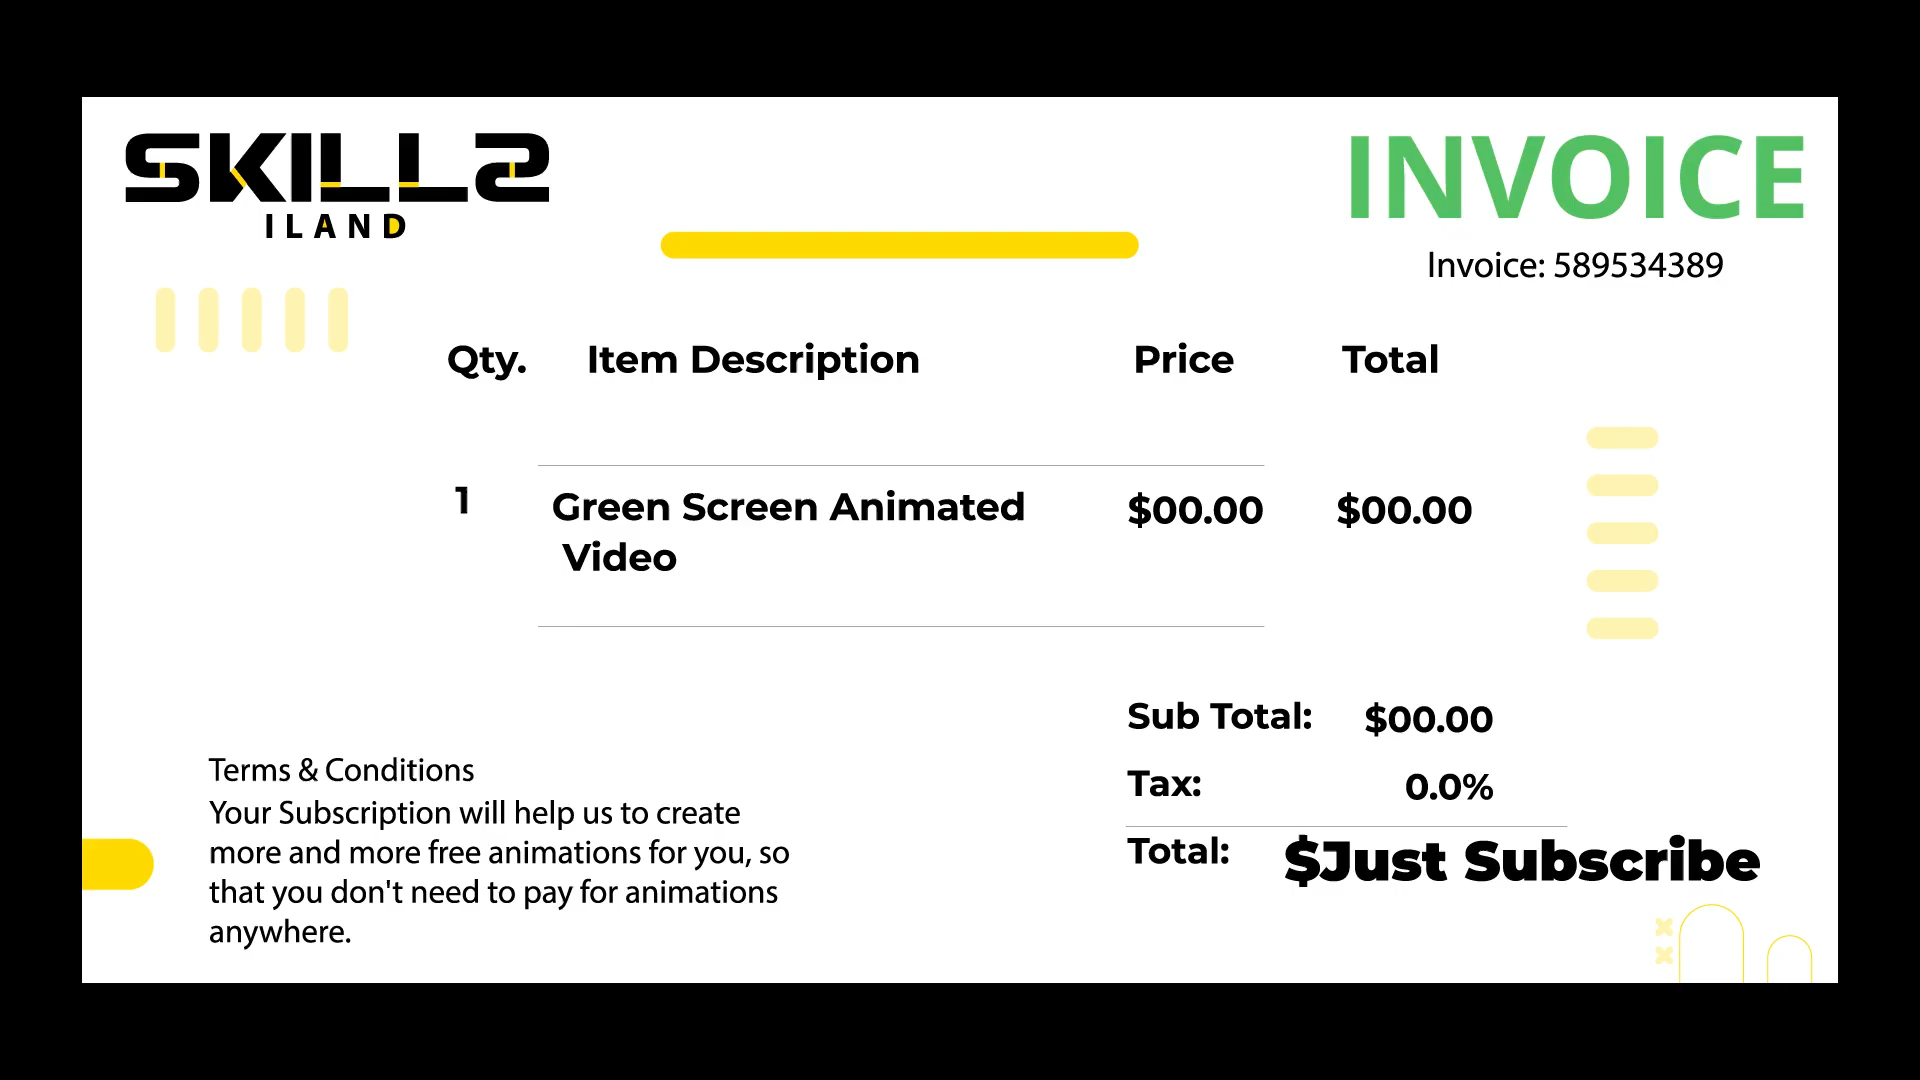 SKILLS
ILAND
INVOICE
Invoice: 589534389
Qty. Item Description Price Total
1 Green Screen Animated $00.00 $00.00
Video
Sub Total: $00.00
Tax: 0.0%
Total: $Just Subscribe
Terms & Conditions
Your Subscription will help us to create
more and more free animations for you, so
that you don't need to pay for animations
anywhere.